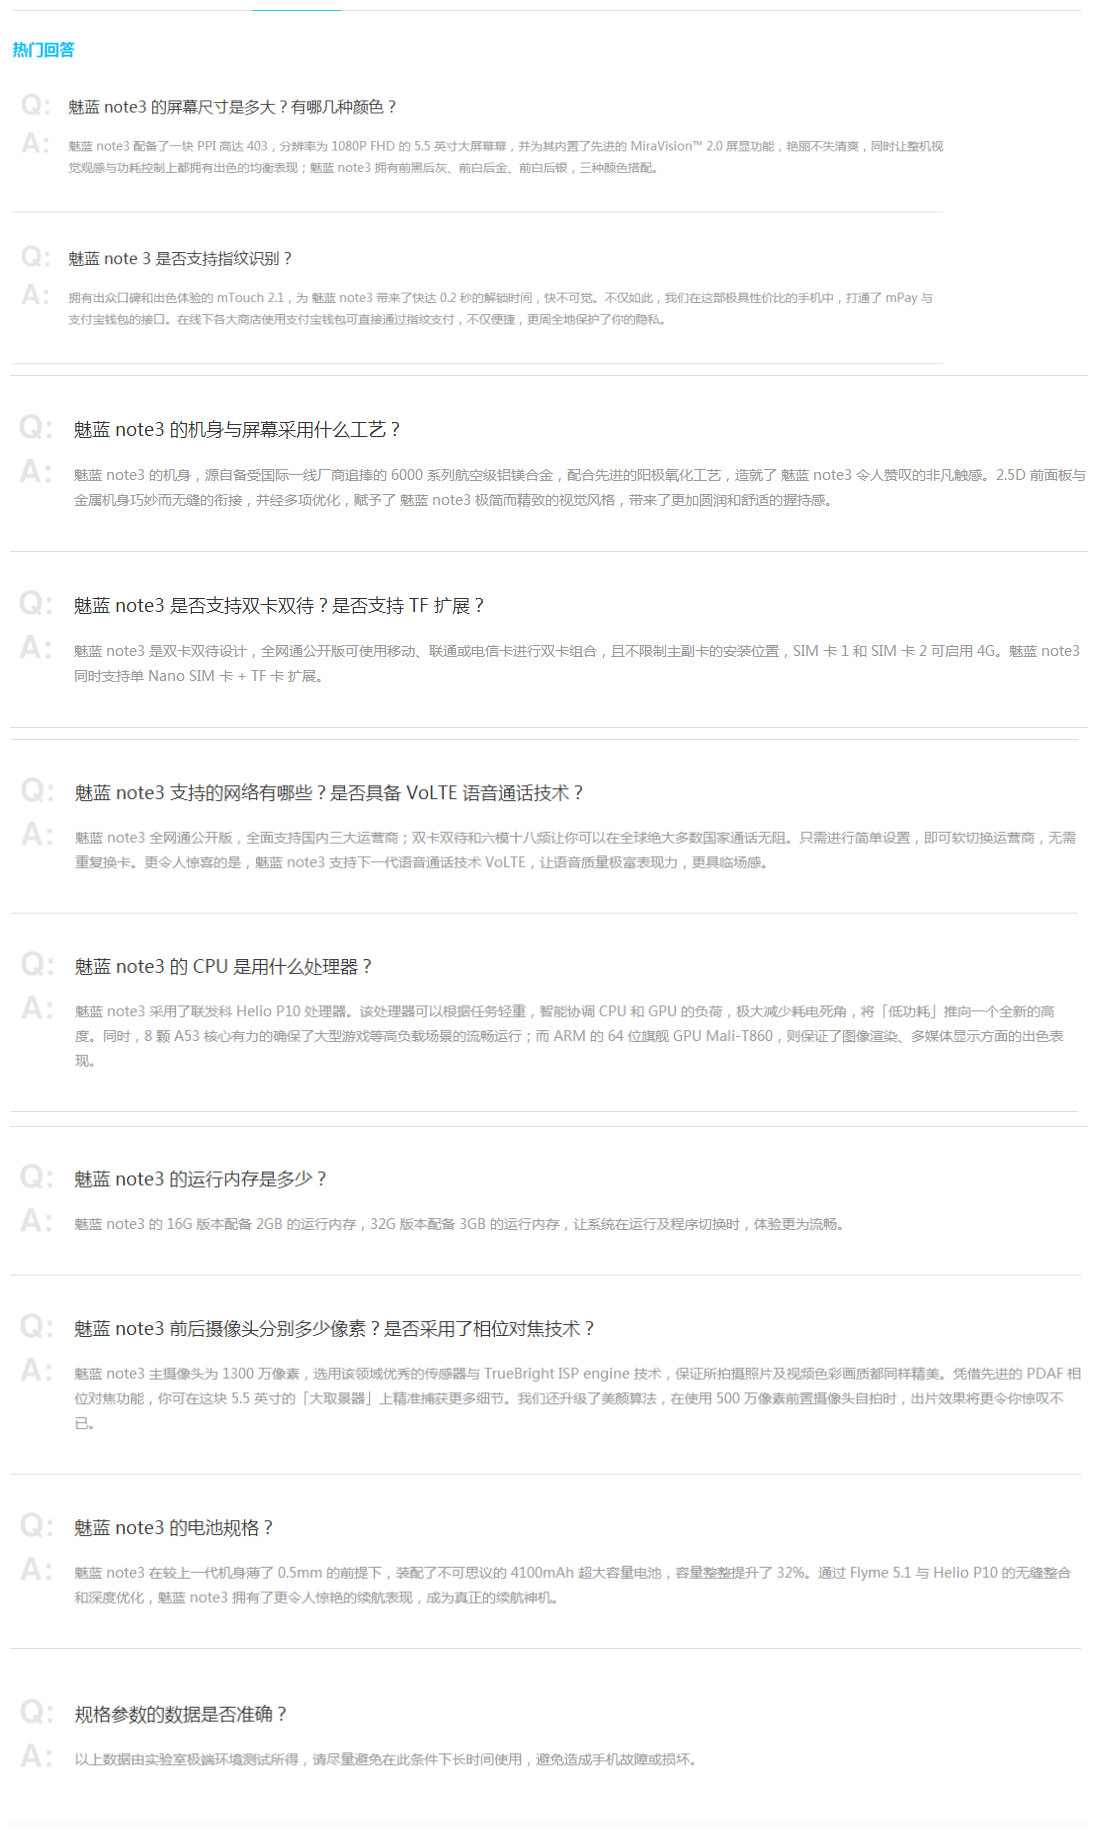 热门回答
Q: 魅蓝 note3 的屏幕尺寸是多大？有哪几种颜色？
A: 魅蓝 note3 配备了一块 PPI 高达 403，分辨率为 1080P FHD 的 5.5 英寸大屏幕幕，并为其内置了先进的 MiraVision™ 2.0 屏显功能，艳丽不失清爽，同时让整机视
觉观感与功耗控制上都拥有出色的均衡表现；魅蓝 note3 拥有前黑后灰、前白后金、前白后银，三种颜色搭配。
Q: 魅蓝 note 3 是否支持指纹识别？
A: 拥有出众口碑和出色体验的 mTouch 2.1，为 魅蓝 note3 带来了快达 0.2 秒的解锁时间，快不可觉。不仅如此，我们在这部极具性价比的手机中，打通了 mPay 与
支付宝钱包的接口。在线下各大商店使用支付宝钱包可直接通过指纹支付，不仅便捷，更周全地保护了你的隐私。
Q: 魅蓝 note3 的机身与屏幕采用什么工艺？
A: 魅蓝 note3 的机身，源自备受国际一线厂商追捧的 6000 系列航空级铝镁合金，配合先进的阳极氧化工艺，造就了 魅蓝 note3 令人赞叹的非凡触感。2.5D 前面板与
金属机身巧妙而无缝的衔接，并经多项优化，赋予了 魅蓝 note3 极简而精致的视觉风格，带来了更加圆润和舒适的握持感。
Q: 魅蓝 note3 是否支持双卡双待？是否支持 TF 扩展？
A: 魅蓝 note3 是双卡双待设计，全网通公开版可使用移动、联通或电信卡进行双卡组合，且不限制主副卡的安装位置，SIM 卡 1 和 SIM 卡 2 可启用 4G。魅蓝 note3
同时支持单 Nano SIM 卡 + TF 卡 扩展。
Q: 魅蓝 note3 支持的网络有哪些？是否具备 VoLTE 语音通话技术？
A: 魅蓝 note3 全网通公开版，全面支持国内三大运营商；双卡双待和六模十八频让你可以在全球绝大多数国家通话无阻。只需进行简单设置，即可软切换运营商，无需
重复换卡。更令人惊喜的是，魅蓝 note3 支持下一代语音通话技术 VoLTE，让语音质量极富表现力，更具临场感。
Q: 魅蓝 note3 的 CPU 是用什么处理器？
A: 魅蓝 note3 采用了联发科 Helio P10 处理器。该处理器可以根据任务轻重，智能协调 CPU 和 GPU 的负荷，极大减少耗电死角，将「低功耗」推向一个全新的高
度。同时，8 颗 A53 核心有力的确保了大型游戏等高负载场景的流畅运行；而 ARM 的 64 位旗舰 GPU Mali-T860，则保证了图像渲染、多媒体显示方面的出色表
现。
Q: 魅蓝 note3 的运行内存是多少？
A: 魅蓝 note3 的 16G 版本配备 2GB 的运行内存，32G 版本配备 3GB 的运行内存，让系统在运行及程序切换时，体验更为流畅。
Q: 魅蓝 note3 前后摄像头分别多少像素？是否采用了相位对焦技术？
A: 魅蓝 note3 主摄像头为 1300 万像素，选用该领域优秀的传感器与 TrueBright ISP engine 技术，保证所拍摄照片及视频色彩画质都同样精美。凭借先进的 PDAF 相
位对焦功能，你可在这块 5.5 英寸的「大取景器」上精准捕获更多细节。我们还升级了美颜算法，在使用 500 万像素前置摄像头自拍时，出片效果将更令你惊叹不
已。
Q: 魅蓝 note3 的电池规格？
A: 魅蓝 note3 在较上一代机身薄了 0.5mm 的前提下，装配了不可思议的 4100mAh 超大容量电池，容量整整提升了 32%。通过 Flyme 5.1 与 Helio P10 的无缝整合
和深度优化，魅蓝 note3 拥有了更令人惊艳的续航表现，成为真正的续航神机。
Q: 规格参数的数据是否准确？
A: 以上数据由实验室极端环境测试所得，请尽量避免在此条件下长时间使用，避免造成手机故障或损坏。